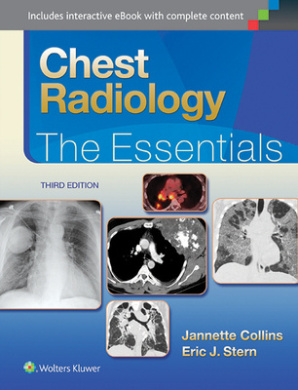 Includes interactive eBook with complete content
Chest
Radiology
The Essentials
THIRD EDITION
Jannette Collins
Eric J. Stern
Wolters Kluwer